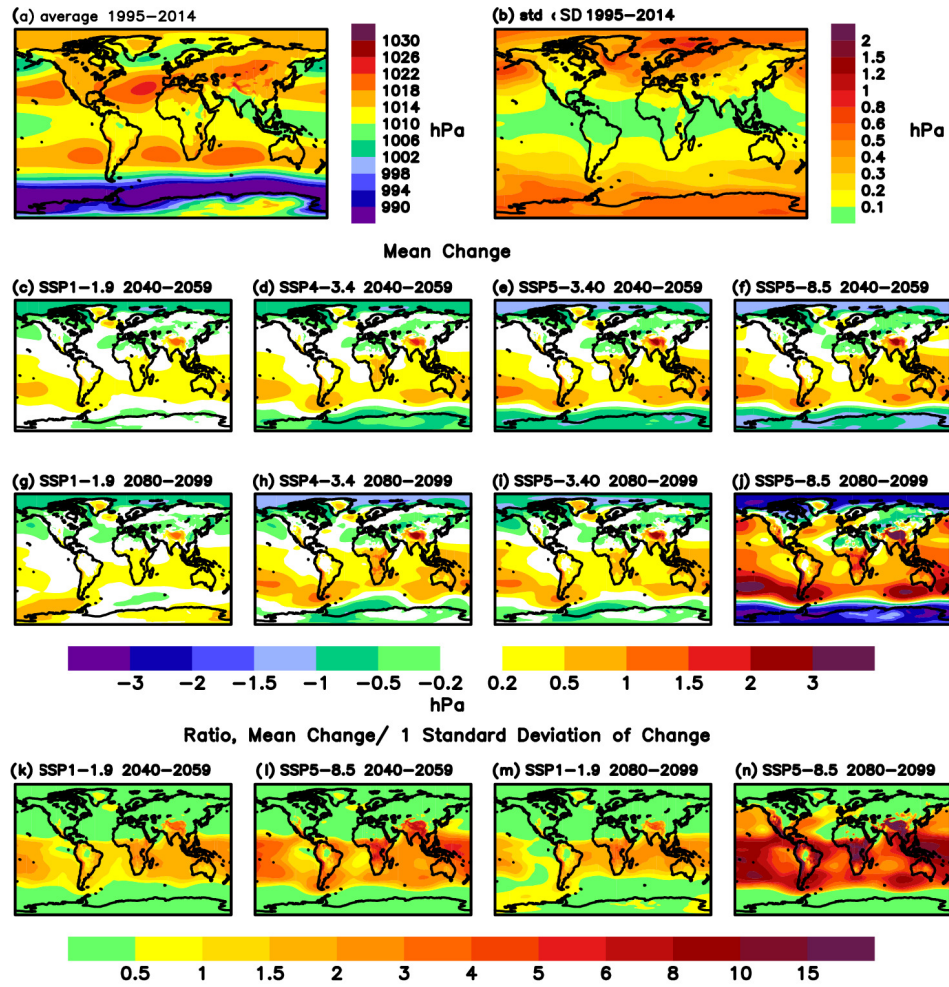 (a) average 1995–2014
(b) std (SD 1995–2014
1030
1026
1022
1018
1014
1010
1006
1002
998
994
990
hPa
2
1.5
1.2
1
0.8
0.6
0.5
0.4
0.3
0.2
0.1
hPa
Mean Change
(c) SSP1–1.9 2040–2059
(d) SSP4–3.4 2040–2059
(e) SSP5–3.40 2040–2059
(f) SSP5–8.5 2040–2059
(g) SSP1–1.9 2080–2099
(h) SSP4–3.4 2080–2099
(i) SSP5–3.40 2080–2099
(j) SSP5–8.5 2080–2099
−3 −2 −1.5 −1 −0.5 −0.2 0.2 0.5 1 1.5 2 3
hPa
Ratio, Mean Change/ 1 Standard Deviation of Change
(k) SSP1–1.9 2040–2059
(l) SSP5–8.5 2040–2059
(m) SSP1–1.9 2080–2099
(n) SSP5–8.5 2080–2099
0.5 1 1.5 2 3 4 5 6 8 10 15